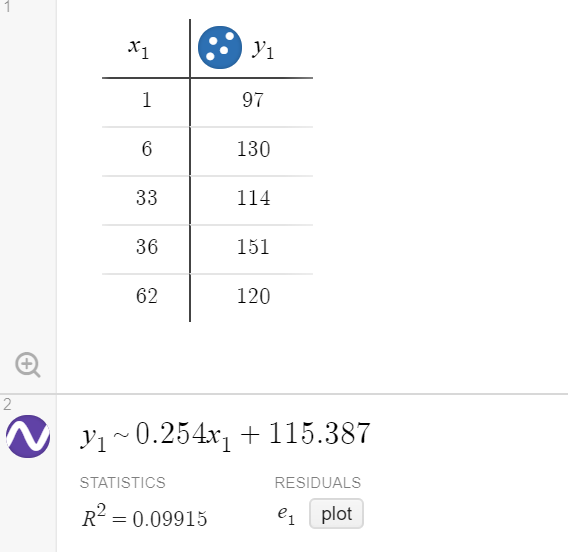 1
x₁ y₁
1 97
6 130
33 114
36 151
62 120
2
y₁ ~ 0.254x₁ + 115.387
STATISTICS RESIDUALS
R² = 0.09915 e₁ plot